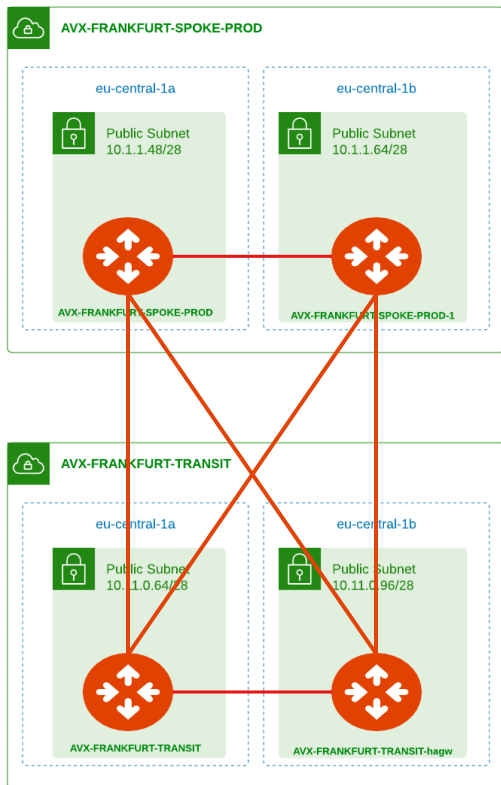 AVX-FRANKFURT-SPOKE-PROD
eu-central-1a
eu-central-1b
Public Subnet
10.1.1.48/28
Public Subnet
10.1.1.64/28
AVX-FRANKFURT-SPOKE-PROD
AVX-FRANKFURT-SPOKE-PROD-1
AVX-FRANKFURT-TRANSIT
eu-central-1a
eu-central-1b
Public Subnet
10.11.0.64/28
Public Subnet
10.11.0.96/28
AVX-FRANKFURT-TRANSIT
AVX-FRANKFURT-TRANSIT-hagw